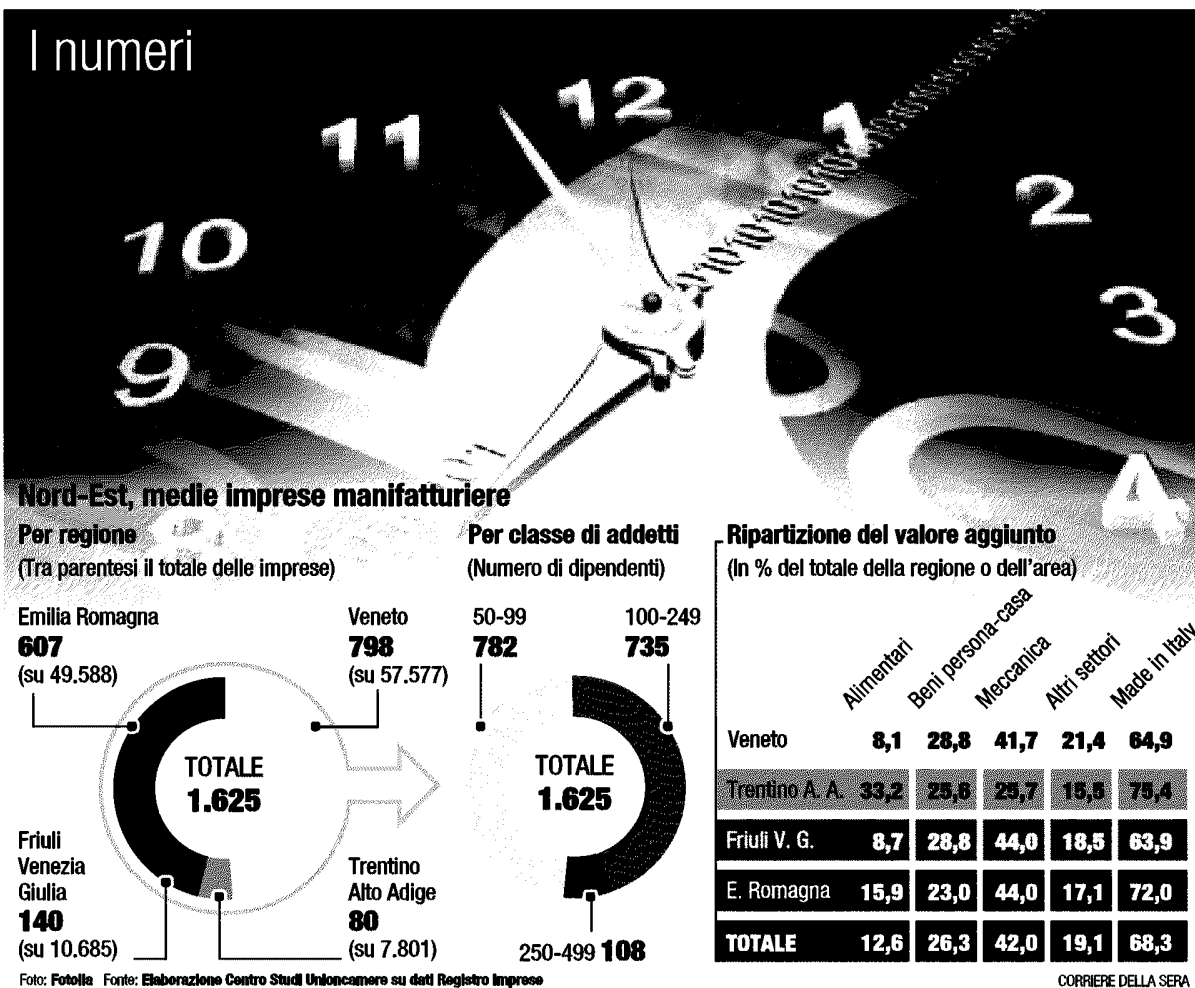 I numeri
12
11
1
10
2
3
9
4
Nord-Est, medie imprese manifatturiere
Per regione
(Tra parentesi il totale delle imprese)
Emilia Romagna
607
(su 49.588)
Veneto
798
(su 57.577)
TOTALE
1.625
Friuli
Venezia
Giulia
140
(su 10.685)
Trentino
Alto Adige
80
(su 7.801)
Per classe di addetti
(Numero di dipendenti)
50-99
782
100-249
735
TOTALE
1.625
250-499 108
Ripartizione del valore aggiunto
(In % del totale della regione o dell'area)
Alimentari Beni persona-casa Meccanica Altri settori Made in Italy
Veneto 8,1 28,8 41,7 21,4 64,9
Trentino A. A. 33,2 25,6 25,7 15,5 75,4
Friuli V. G. 8,7 28,8 44,0 18,5 63,9
E. Romagna 15,9 23,0 44,0 17,1 72,0
TOTALE 12,6 26,3 42,0 19,1 68,3
Foto: Fotolia Fonte: Elaborazione Centro Studi Unioncamere su dati Registro Imprese
CORRIERE DELLA SERA